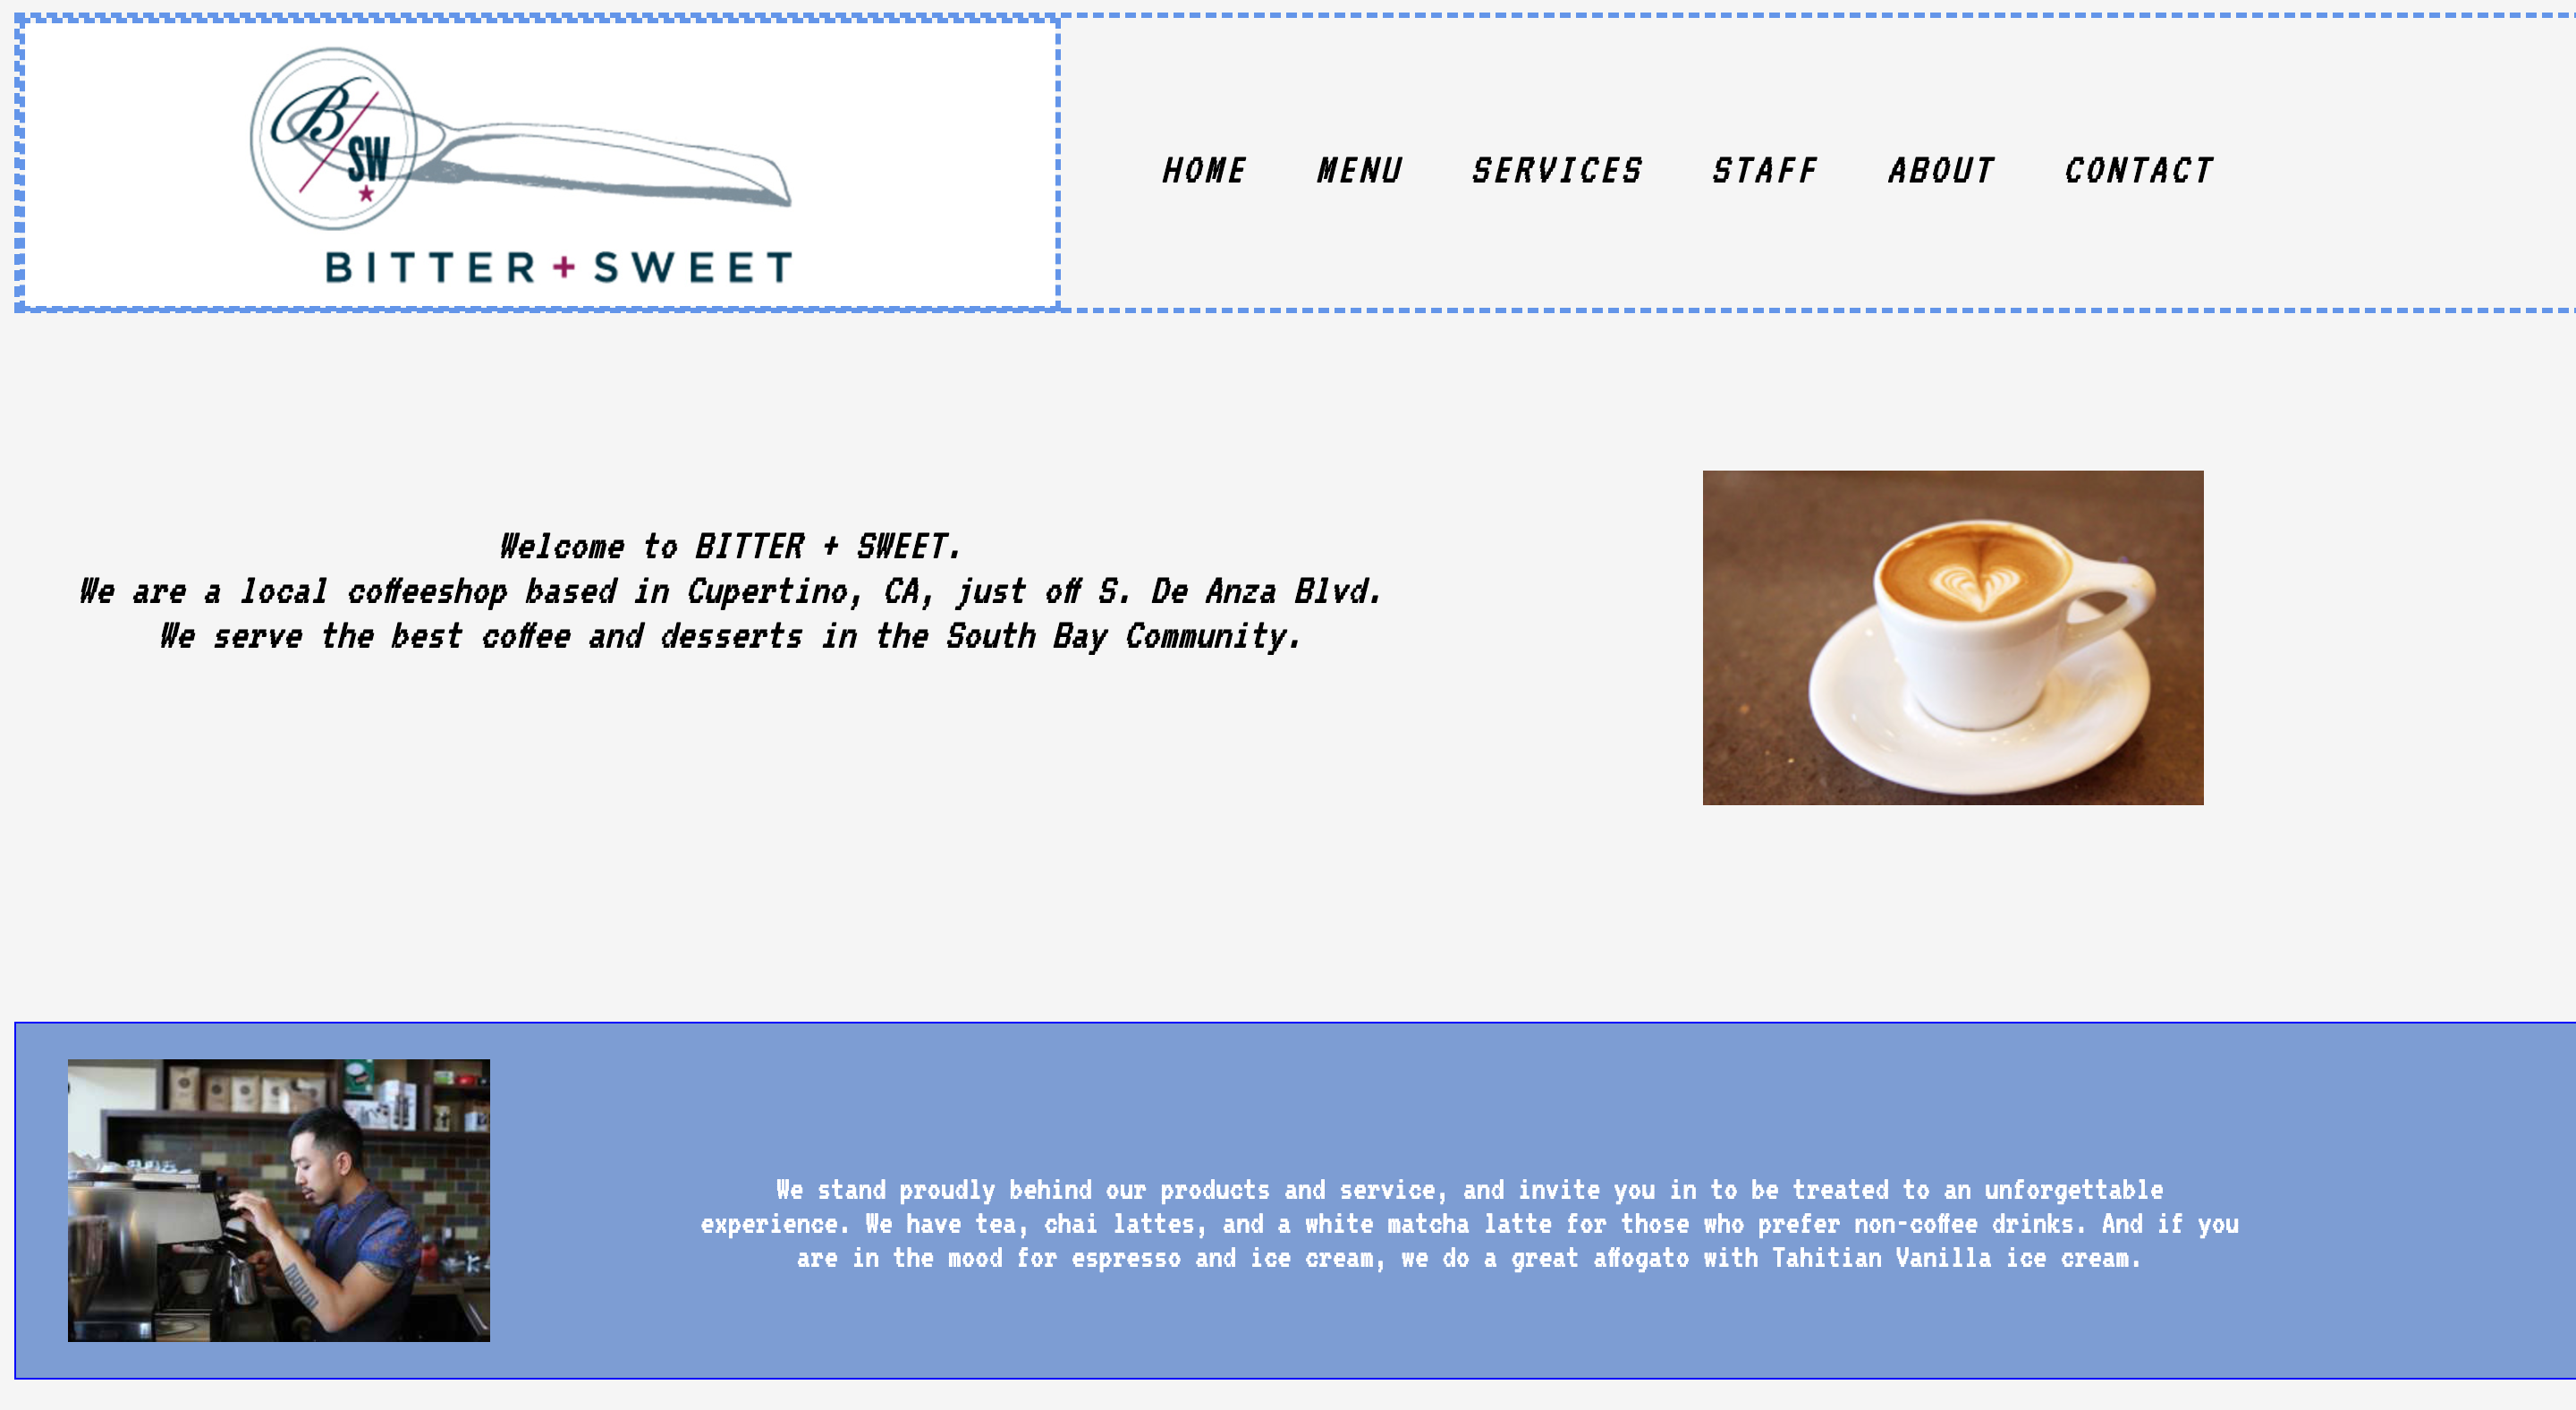 B
SW
BITTER + SWEET
HOME MENU SERVICES STAFF ABOUT CONTACT
Welcome to BITTER + SWEET.
We are a local coffeeshop based in Cupertino, CA, just off S. De Anza Blvd.
We serve the best coffee and desserts in the South Bay Community.
We stand proudly behind our products and service, and invite you in to be treated to an unforgettable
experience. We have tea, chai lattes, and a white matcha latte for those who prefer non-coffee drinks. And if you
are in the mood for espresso and ice cream, we do a great affogato with Tahitian Vanilla ice cream.